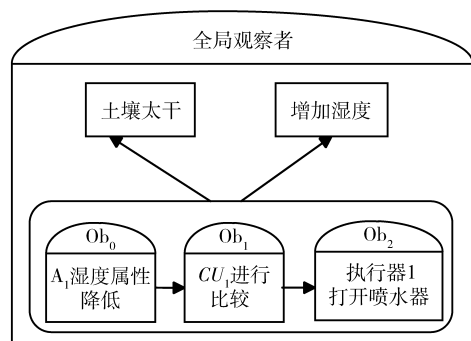 全局观察者
土壤太干
增加湿度
Ob₀
A₁湿度属性
降低
Ob₁
CU₁进行
比较
Ob₂
执行器1
打开喷水器